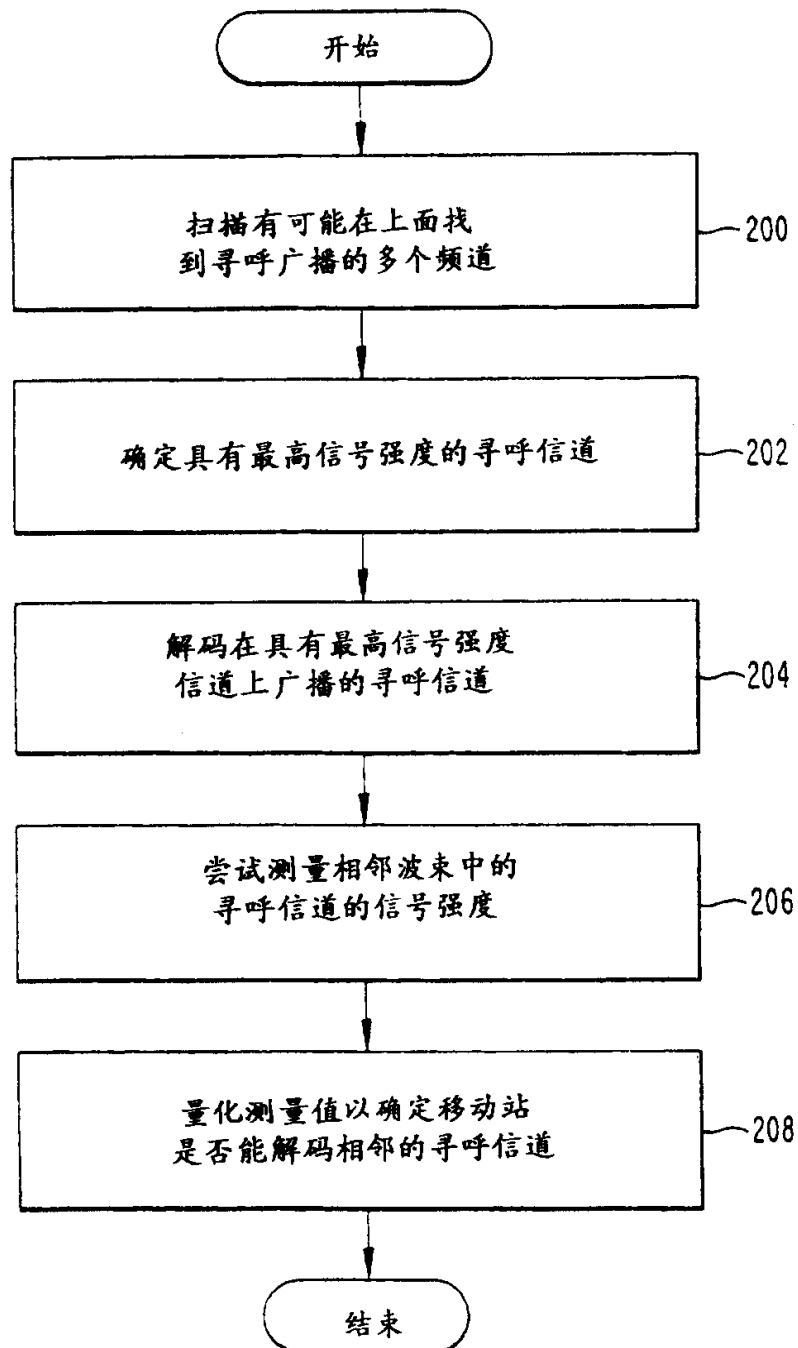 开始
扫描有可能在上面找
到寻呼广播的多个频道
200
确定具有最高信号强度的寻呼信道
202
解码在具有最高信号强度
信道上广播的寻呼信道
204
尝试测量相邻波束中的
寻呼信道的信号强度
206
量化测量值以确定移动站
是否能解码相邻的寻呼信道
208
结束